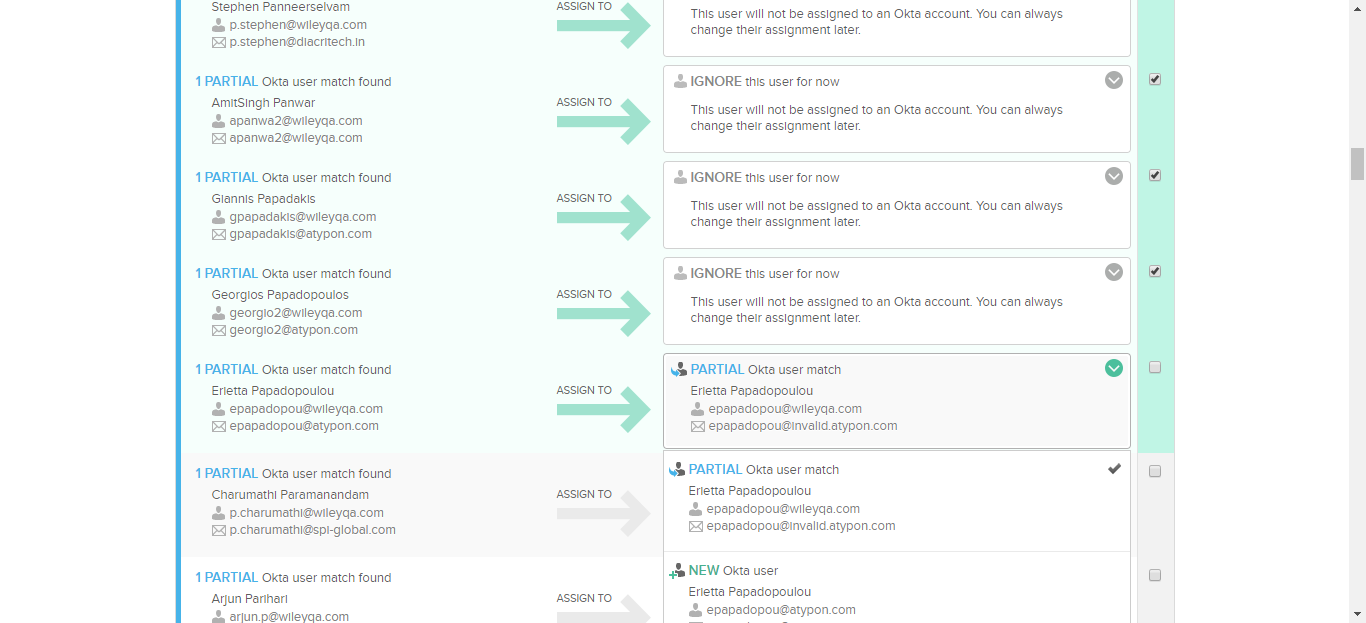 Stephen Panneerselvam
p.stephen@wileyqa.com
p.stephen@diacritech.in
ASSIGN TO
This user will not be assigned to an Okta account. You can always
change their assignment later.
1 PARTIAL Okta user match found
AmitSingh Panwar
apanwa2@wileyqa.com
apanwa2@wileyqa.com
ASSIGN TO
IGNORE this user for now
This user will not be assigned to an Okta account. You can always
change their assignment later.
1 PARTIAL Okta user match found
Giannis Papadakis
gpapadakis@wileyqa.com
gpapadakis@atypon.com
ASSIGN TO
IGNORE this user for now
This user will not be assigned to an Okta account. You can always
change their assignment later.
1 PARTIAL Okta user match found
Georgios Papadopoulos
georgio2@wileyqa.com
georgio2@atypon.com
ASSIGN TO
IGNORE this user for now
This user will not be assigned to an Okta account. You can always
change their assignment later.
1 PARTIAL Okta user match found
Erietta Papadopoulou
epapadopou@wileyqa.com
epapadopou@atypon.com
ASSIGN TO
PARTIAL Okta user match
Erietta Papadopoulou
epapadopou@wileyqa.com
epapadopou@invalid.atypon.com
1 PARTIAL Okta user match found
Charumathi Paramanandam
p.charumathi@wileyqa.com
p.charumathi@spi-global.com
ASSIGN TO
PARTIAL Okta user match
Erietta Papadopoulou
epapadopou@wileyqa.com
epapadopou@invalid.atypon.com
1 PARTIAL Okta user match found
Arjun Parihari
arjun.p@wileyqa.com
ASSIGN TO
NEW Okta user
Erietta Papadopoulou
epapadopou@atypon.com